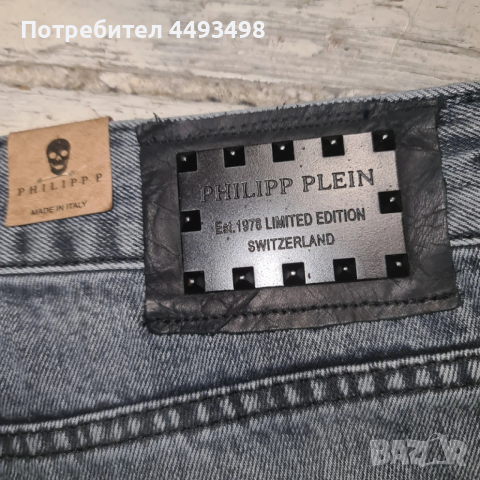 Потребител 4493498
PHILIPP P
MADE IN ITALY
PHILIPP PLEIN
Est.1978 LIMITED EDITION
SWITZERLAND
BAZAR